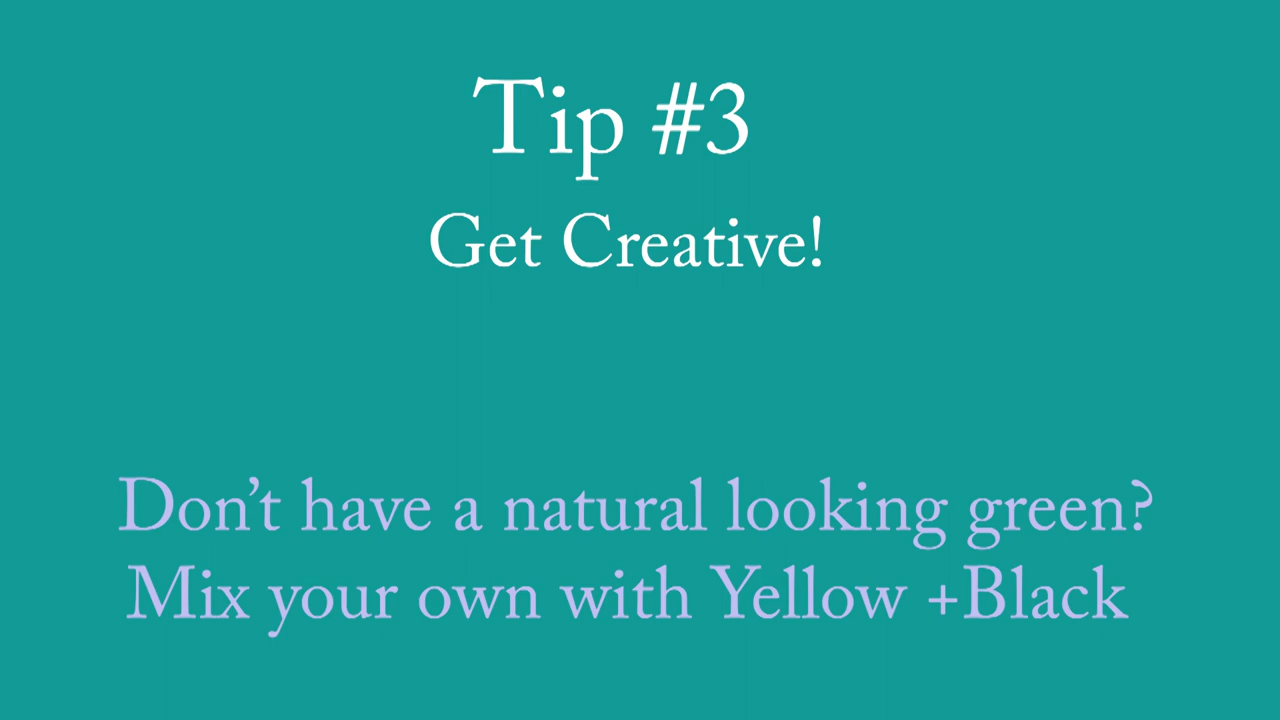 Tip #3
Get Creative!
Don’t have a natural looking green?
Mix your own with Yellow +Black